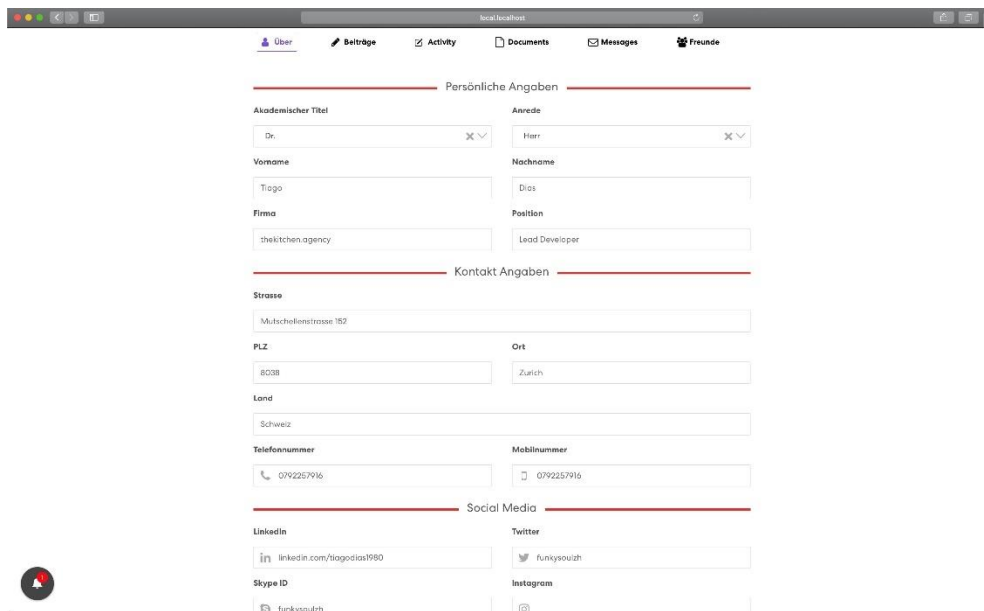 local.localhost
Über Beiträge Activity Documents Messages Freunde
Persönliche Angaben
Akademischer Titel Anrede
Dr. Herr
Vorname Nachname
Tiago Dias
Firma Position
thekitchen.agency Lead Developer
Kontakt Angaben
Strasse
Mutschellenstrasse 152
PLZ Ort
8038 Zurich
Land
Schweiz
Telefonnummer Mobilnummer
0792257916 0792257916
Social Media
LinkedIn Twitter
linkedin.com/tiagodias1980 funkysoulzh
Skype ID Instagram
funkysoulzh
1